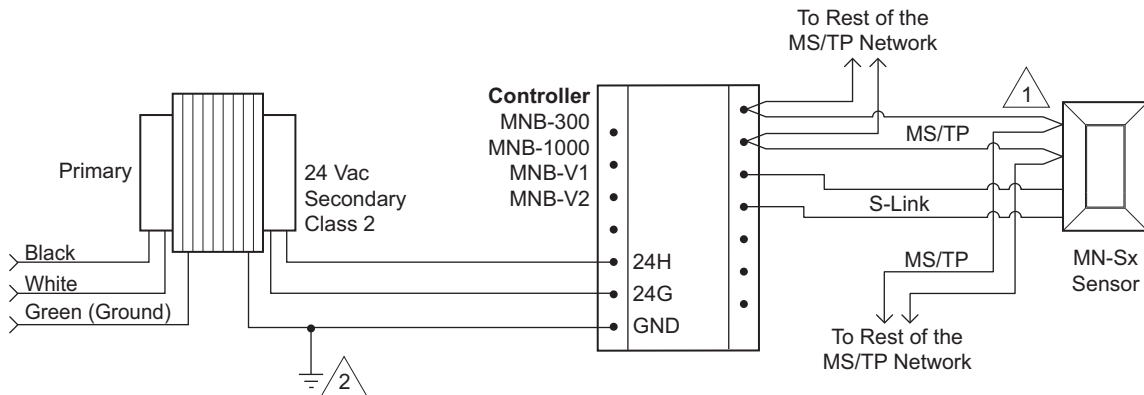 To Rest of the
MS/TP Network
Controller
MNB-300
MNB-1000
MNB-V1
MNB-V2
1
MS/TP
Primary
24 Vac
Secondary
Class 2
S-Link
Black
White
Green (Ground)
24H
24G
GND
MS/TP
MN-Sx
Sensor
To Rest of the
MS/TP Network
2